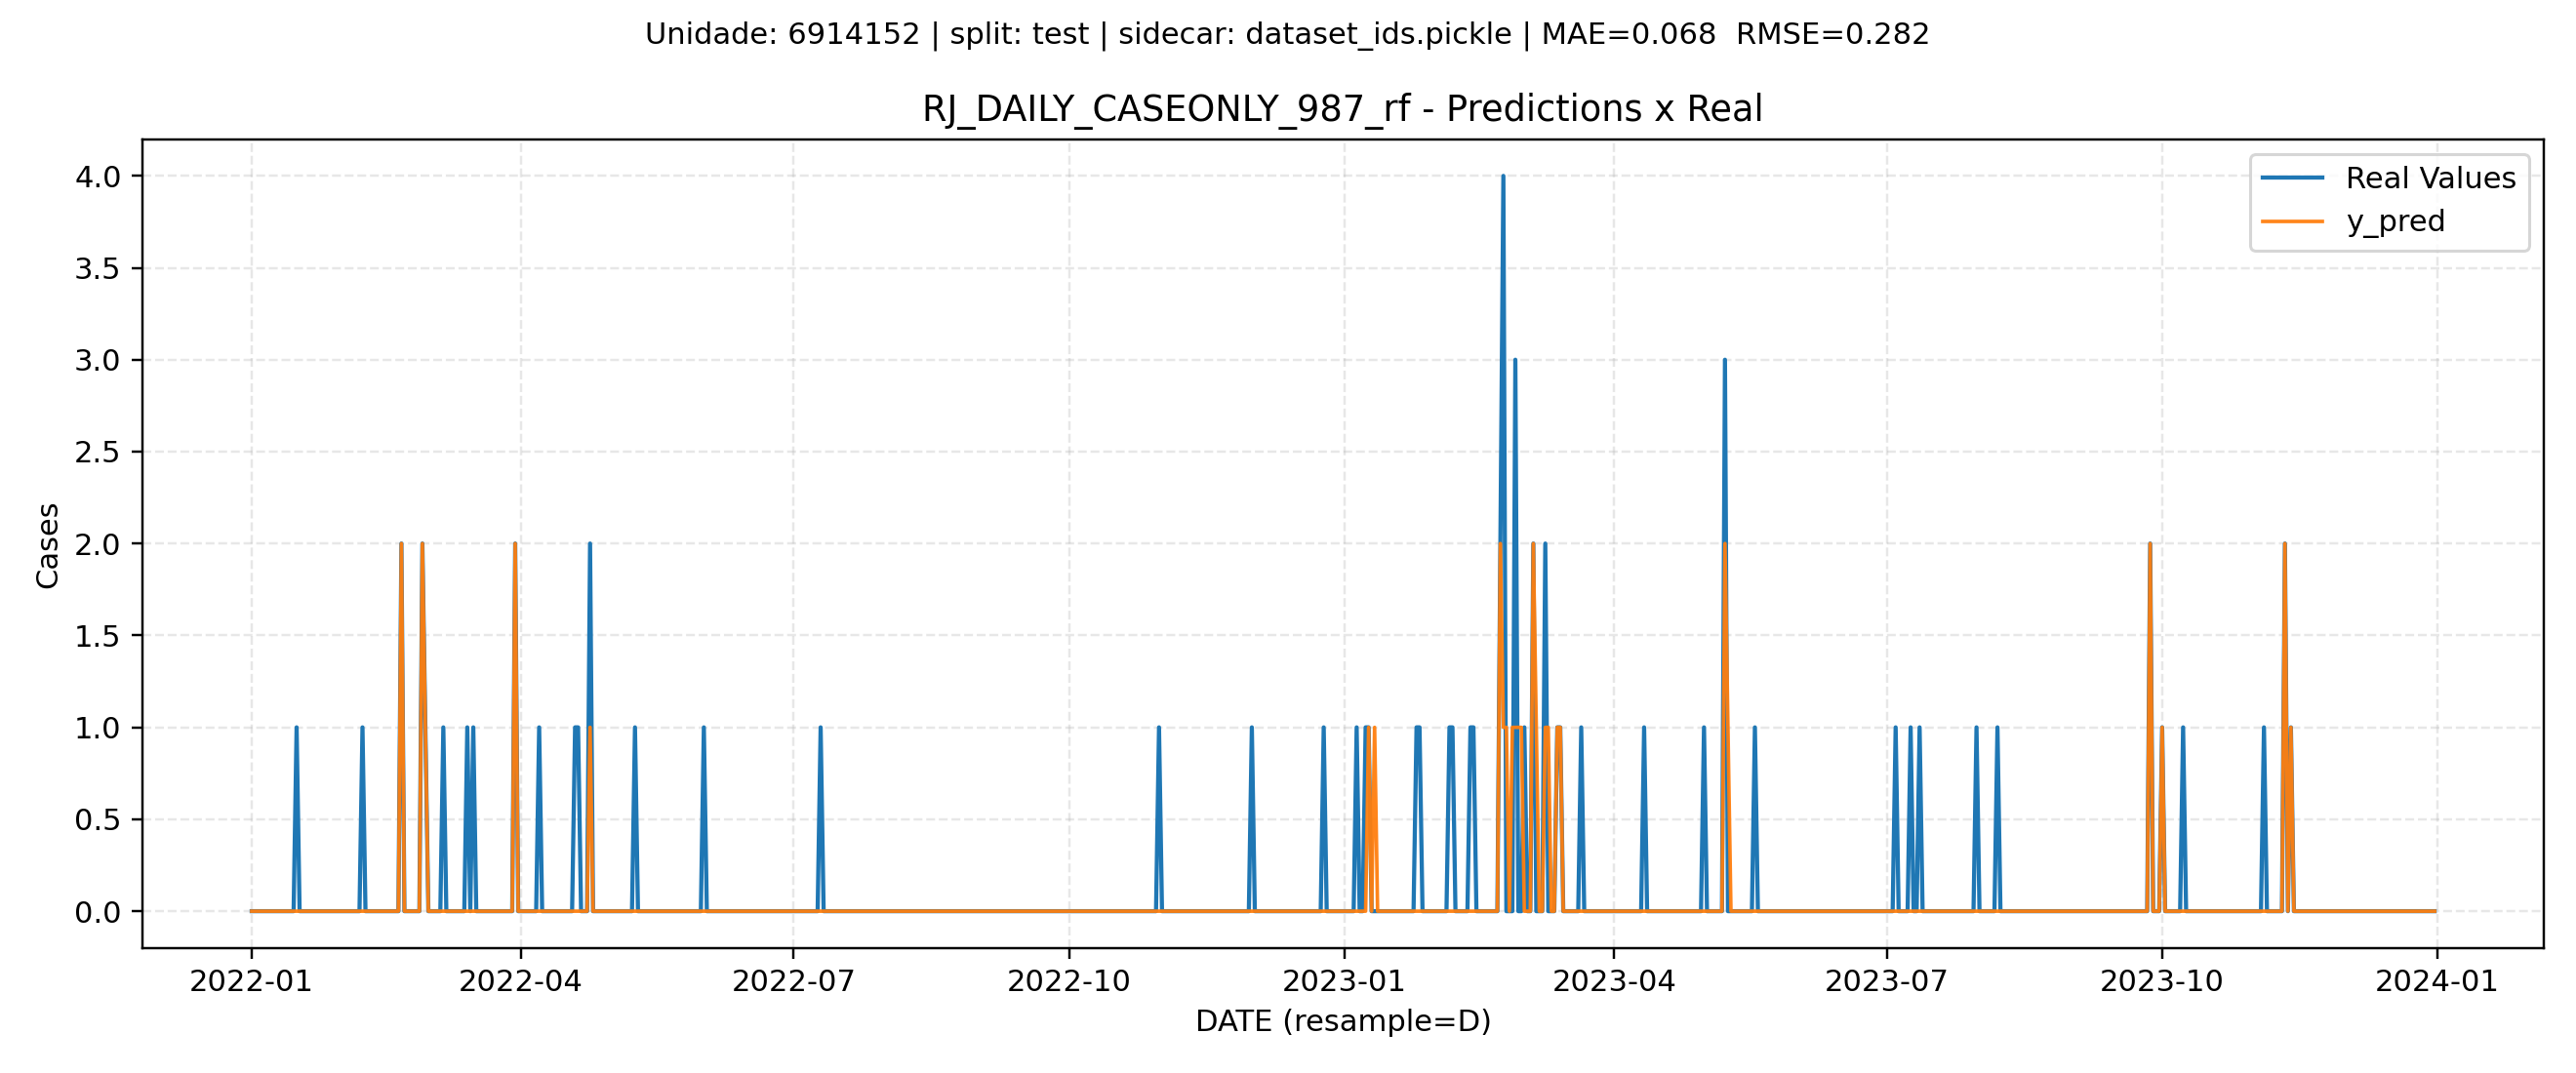 Unidade: 6914152 | split: test | sidecar: dataset_ids.pickle | MAE=0.068  RMSE=0.282
RJ_DAILY_CASEONLY_987_rf - Predictions x Real
Real Values
y_pred
4.0
3.5
3.0
2.5
2.0
1.5
1.0
0.5
0.0
Cases
2022-01 2022-04 2022-07 2022-10 2023-01 2023-04 2023-07 2023-10 2024-01
DATE (resample=D)